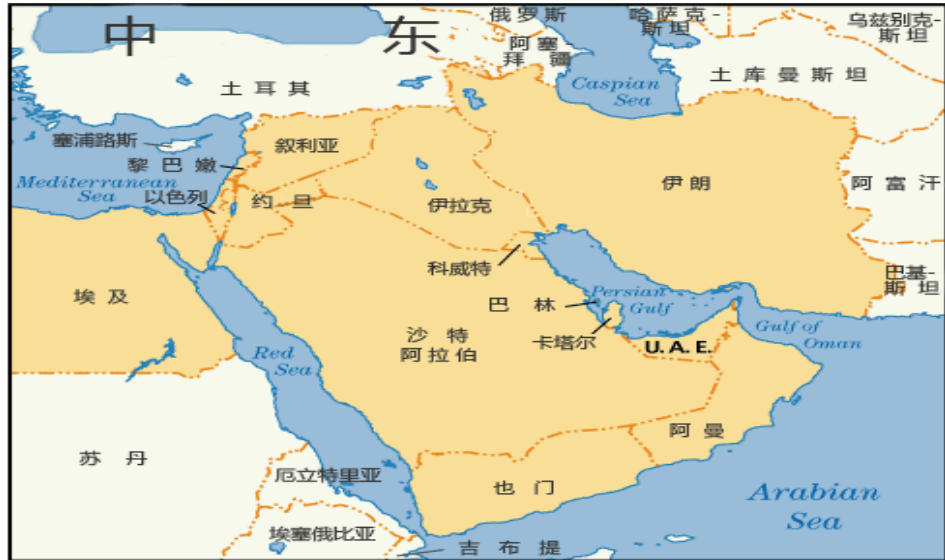 中 东
俄罗斯
哈萨克-
斯坦
乌兹别克-
斯坦
阿塞-
拜疆
土库曼斯坦
Caspian
Sea
土耳其
塞浦路斯
叙利亚
黎巴嫩
Mediterranean
Sea
以色列
约旦
伊拉克
伊朗
阿富汗
科威特
巴基-
斯坦
埃及
巴林
Persian
Gulf
沙特
阿拉伯
卡塔尔
U. A. E.
Gulf of
Oman
Red
Sea
阿曼
苏丹
厄立特里亚
也门
Arabian
Sea
埃塞俄比亚
吉布提